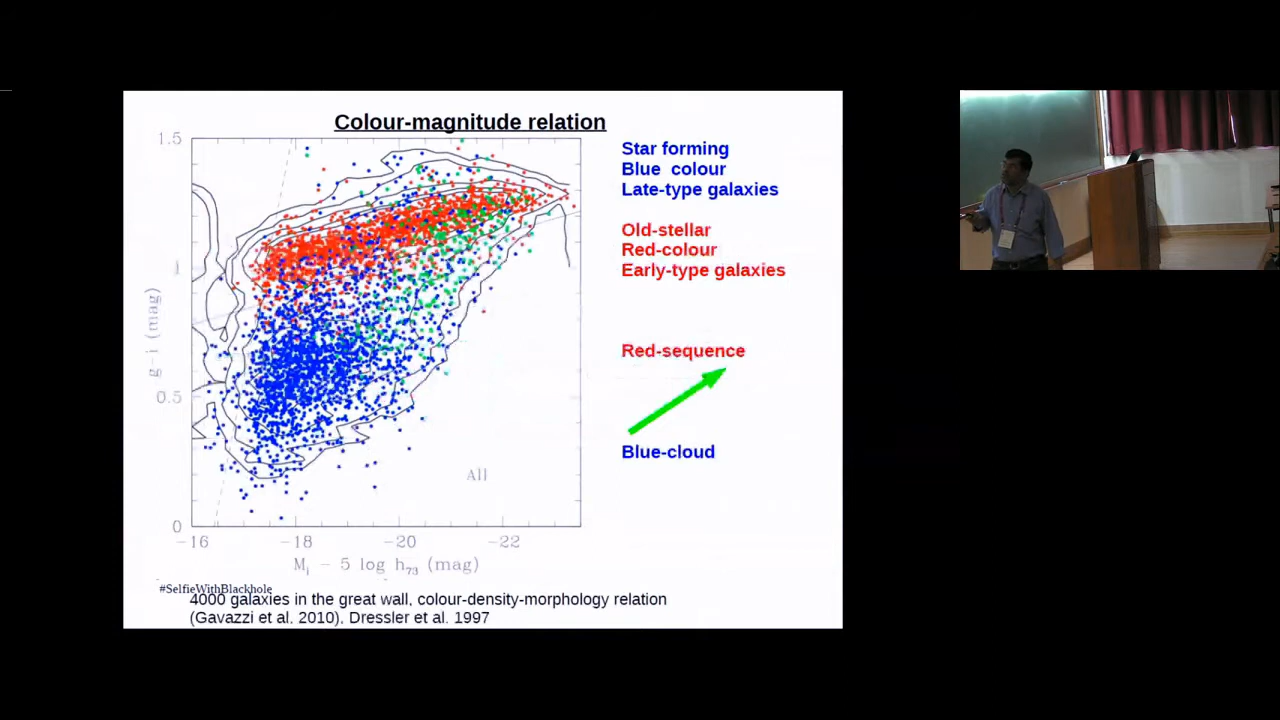 Colour-magnitude relation
1.5
1
0.5
0
g-i (mag)
-16
-18
-20
-22
M_i - 5 log h_73 (mag)
All
Star forming
Blue colour
Late-type galaxies
Old-stellar
Red-colour
Early-type galaxies
Red-sequence
Blue-cloud
#SelfieWithBlackhole
4000 galaxies in the great wall, colour-density-morphology relation
(Gavazzi et al. 2010), Dressler et al. 1997